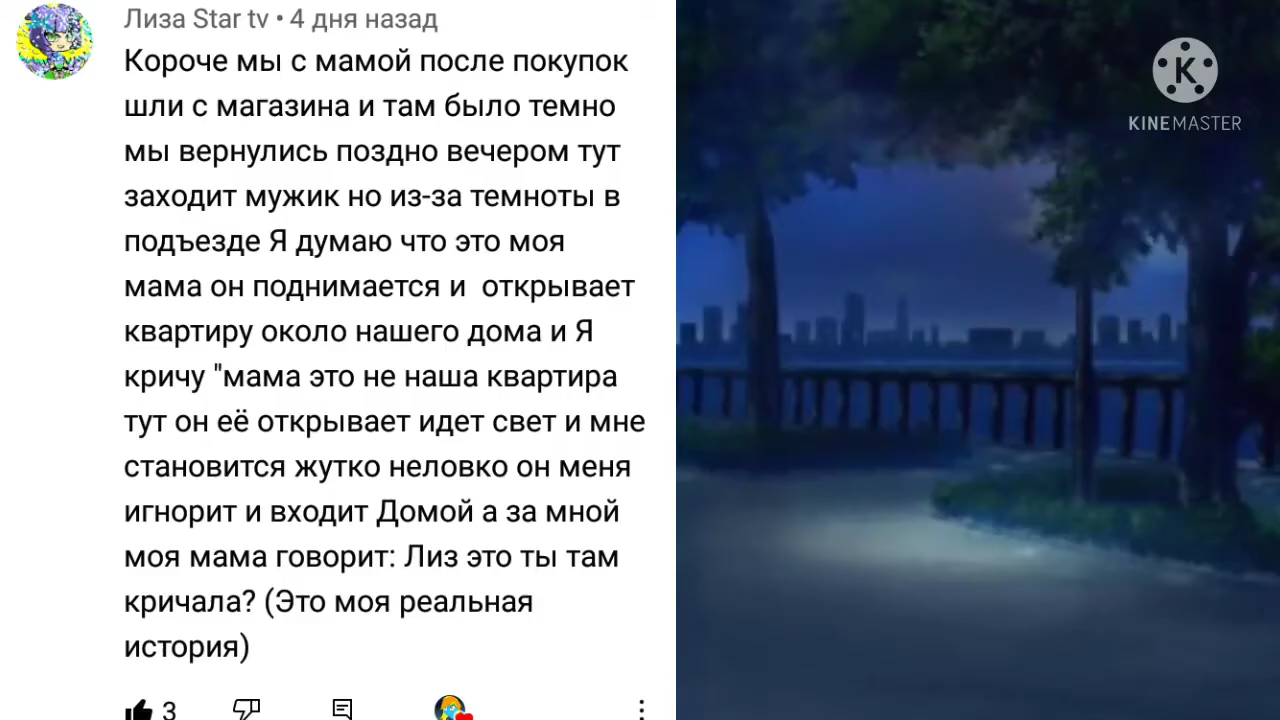 Лиза Star tv • 4 дня назад
Короче мы с мамой после покупок
шли с магазина и там было темно
мы вернулись поздно вечером тут
заходит мужик но из-за темноты в
подъезде Я думаю что это моя
мама он поднимается и  открывает
квартиру около нашего дома и Я
кричу "мама это не наша квартира
тут он её открывает идет свет и мне
становится жутко неловко он меня
игнорит и входит Домой а за мной
моя мама говорит: Лиз это ты там
кричала? (Это моя реальная
история)
3
K
KINEMASTER